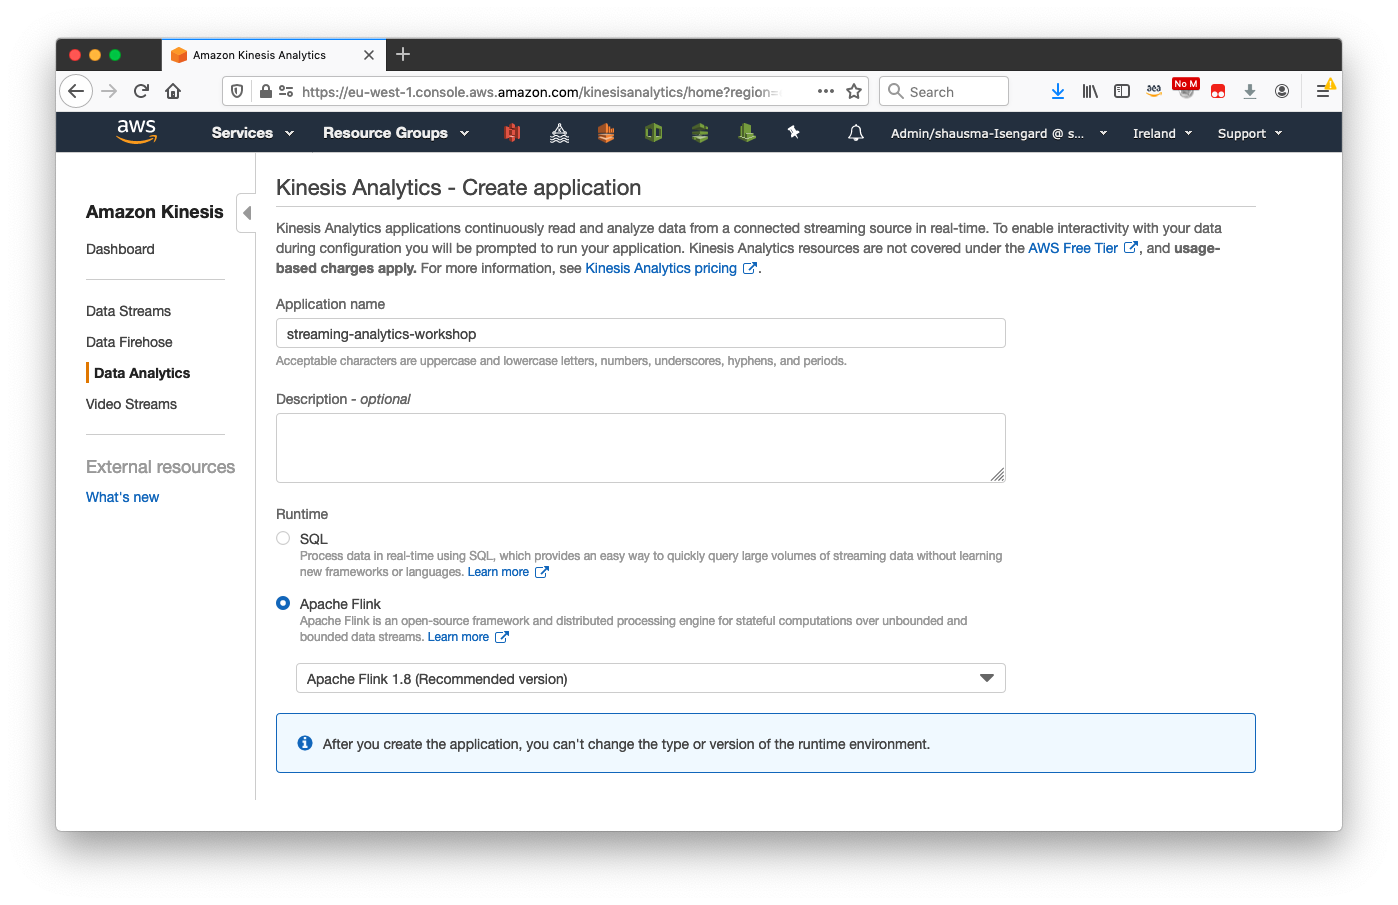 Amazon Kinesis Analytics
https://eu-west-1.console.aws.amazon.com/kinesisanalytics/home?region=
Search
No M
aws
Services
Resource Groups
Admin/shausma-Isengard @ s...
Ireland
Support
Amazon Kinesis
Dashboard
Data Streams
Data Firehose
Data Analytics
Video Streams
External resources
What's new
Kinesis Analytics - Create application
Kinesis Analytics applications continuously read and analyze data from a connected streaming source in real-time. To enable interactivity with your data
during configuration you will be prompted to run your application. Kinesis Analytics resources are not covered under the AWS Free Tier, and usage-
based charges apply. For more information, see Kinesis Analytics pricing.
Application name
streaming-analytics-workshop
Acceptable characters are uppercase and lowercase letters, numbers, underscores, hyphens, and periods.
Description - optional
Runtime
SQL
Process data in real-time using SQL, which provides an easy way to quickly query large volumes of streaming data without learning
new frameworks or languages. Learn more
Apache Flink
Apache Flink is an open-source framework and distributed processing engine for stateful computations over unbounded and
bounded data streams. Learn more
Apache Flink 1.8 (Recommended version)
After you create the application, you can't change the type or version of the runtime environment.